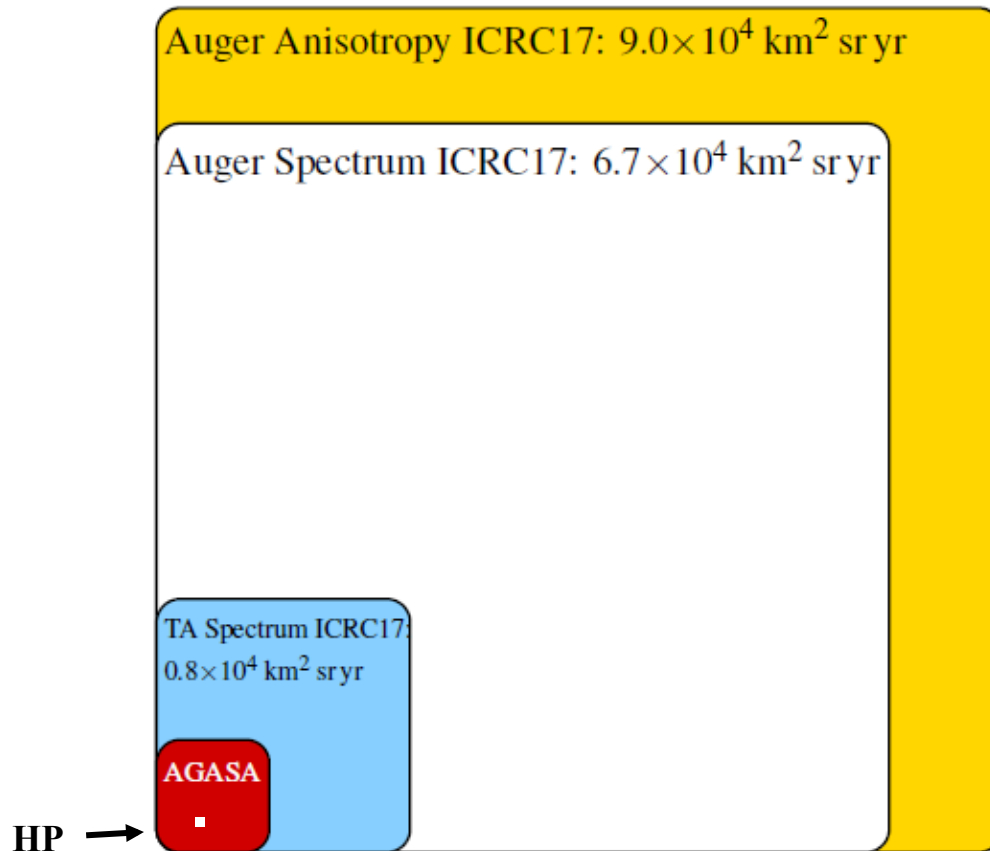 Auger Anisotropy ICRC17: 9.0×10⁴ km² sr yr
Auger Spectrum ICRC17: 6.7×10⁴ km² sr yr
TA Spectrum ICRC17:
0.8×10⁴ km² sr yr
AGASA
HP